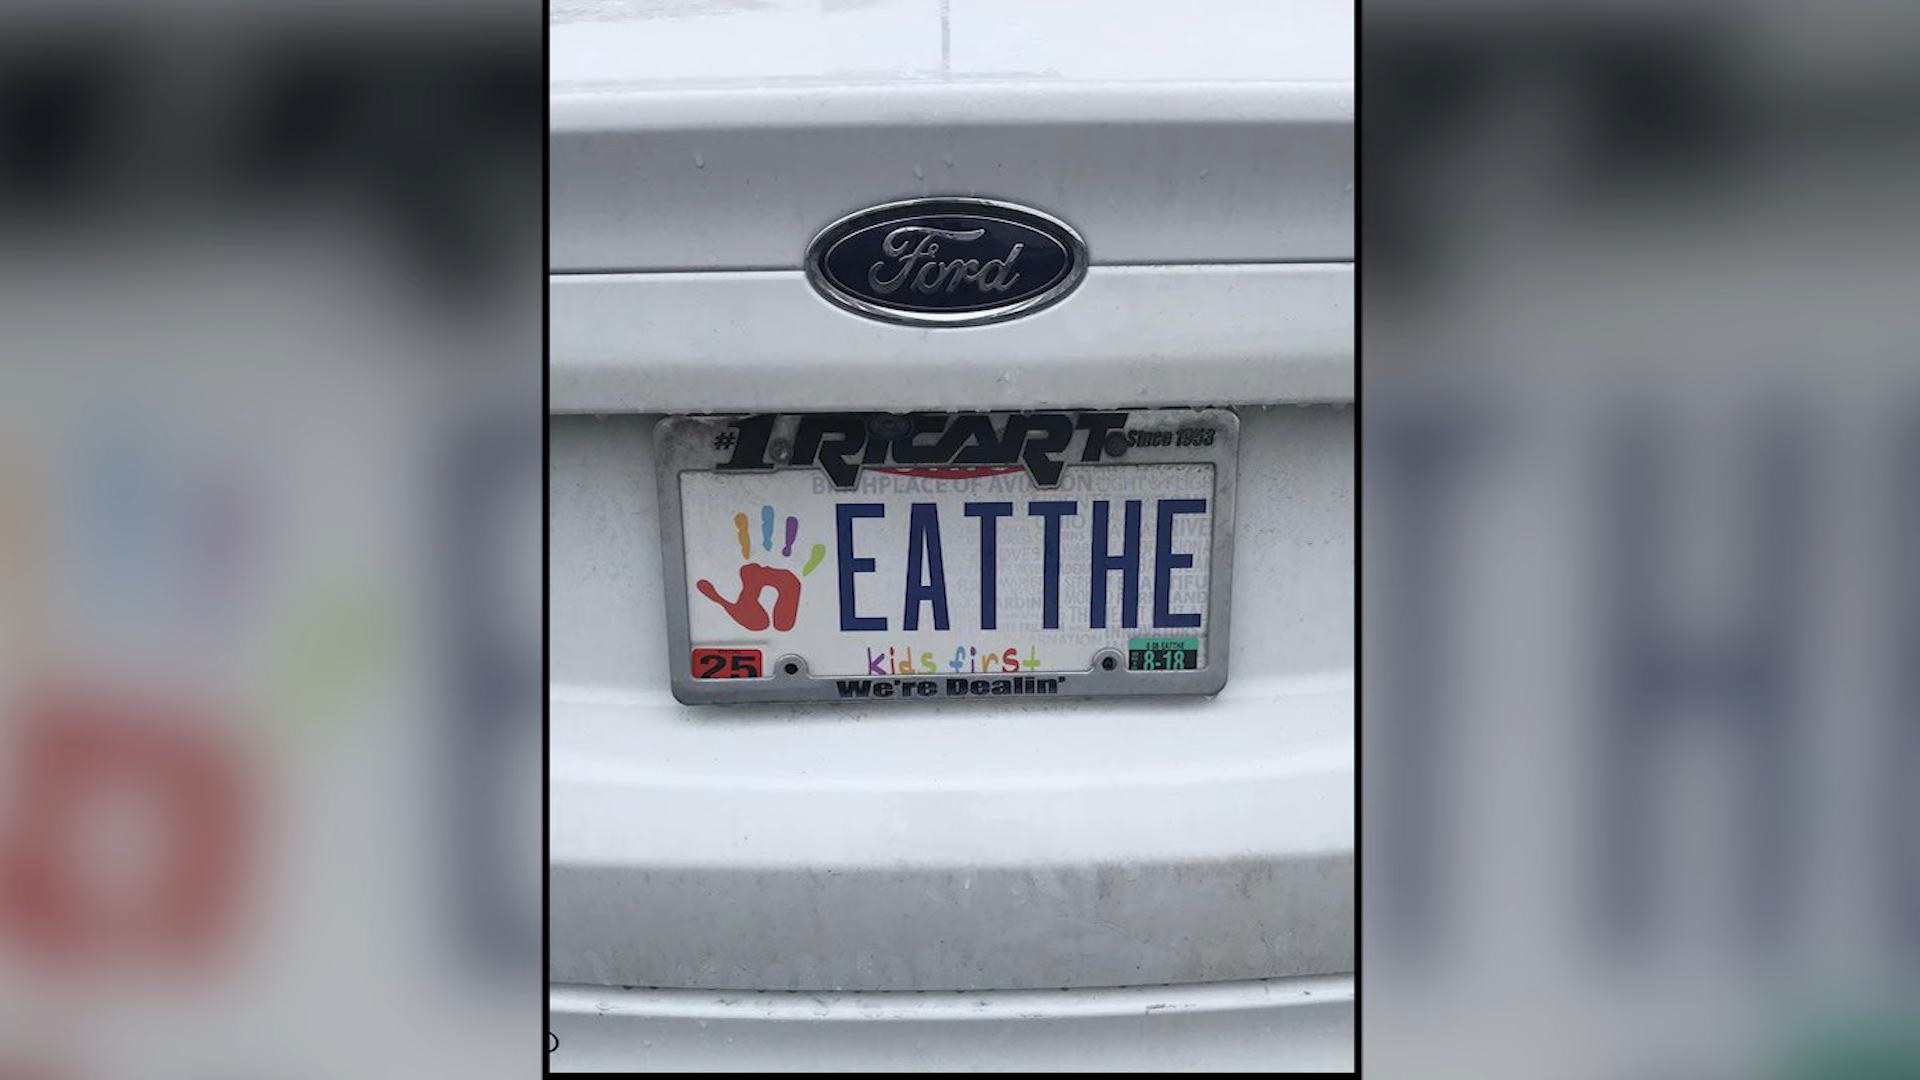 Ford
#1 RICART Since 1953
BIRTHPLACE OF AVIATION
EATTHE
25
kids first
8-18
We're Dealin'